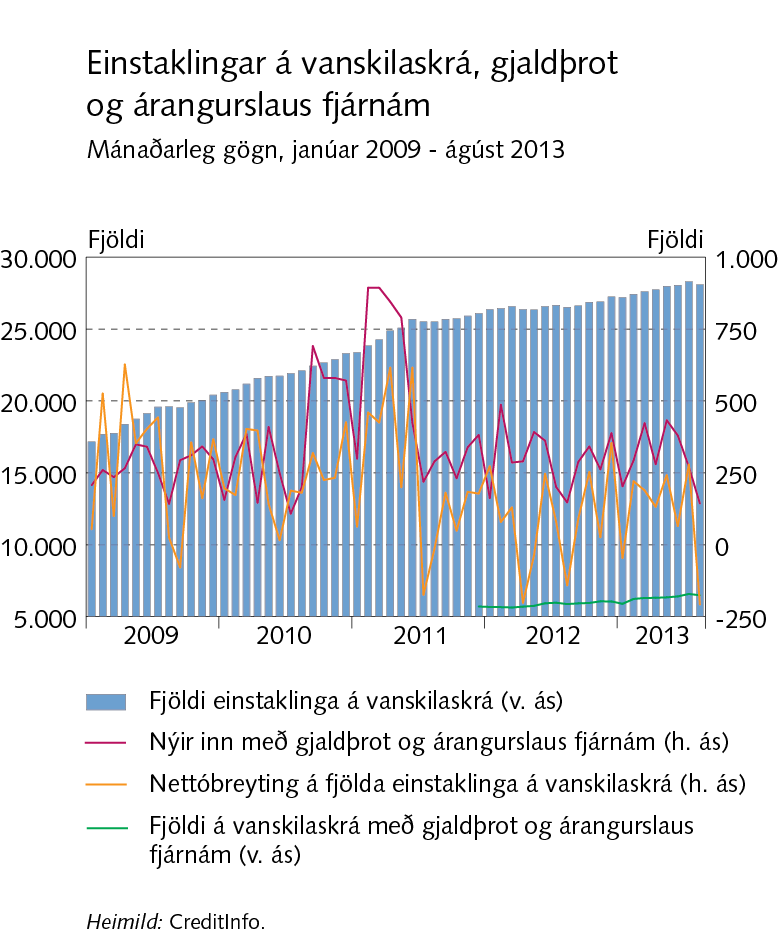 Einstaklingar á vanskilaskrá, gjaldþrot
og árangurslaus fjárnám
Mánaðarleg gögn, janúar 2009 - ágúst 2013
Fjöldi Fjöldi
30.000 1.000
25.000 750
20.000 500
15.000 250
10.000 0
5.000 -250
2009 2010 2011 2012 2013
Fjöldi einstaklinga á vanskilaskrá (v. ás)
Nýir inn með gjaldþrot og árangurslaus fjárnám (h. ás)
Nettóbreyting á fjölda einstaklinga á vanskilaskrá (h. ás)
Fjöldi á vanskilaskrá með gjaldþrot og árangurslaus
fjárnám (v. ás)
Heimild: CreditInfo.